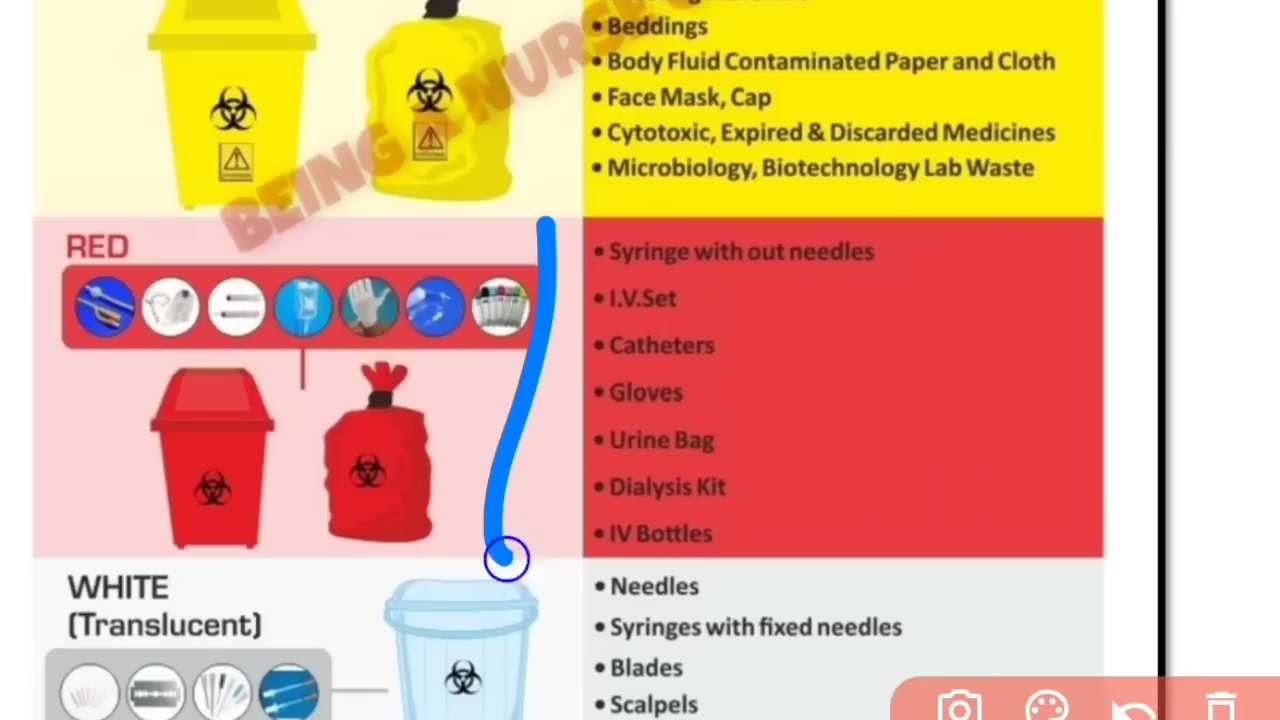 • Beddings
• Body Fluid Contaminated Paper and Cloth
• Face Mask, Cap
• Cytotoxic, Expired & Discarded Medicines
• Microbiology, Biotechnology Lab Waste
BEING A NURSE
RED
• Syringe with out needles
• I.V.Set
• Catheters
• Gloves
• Urine Bag
• Dialysis Kit
• IV Bottles
WHITE
(Translucent)
• Needles
• Syringes with fixed needles
• Blades
• Scalpels